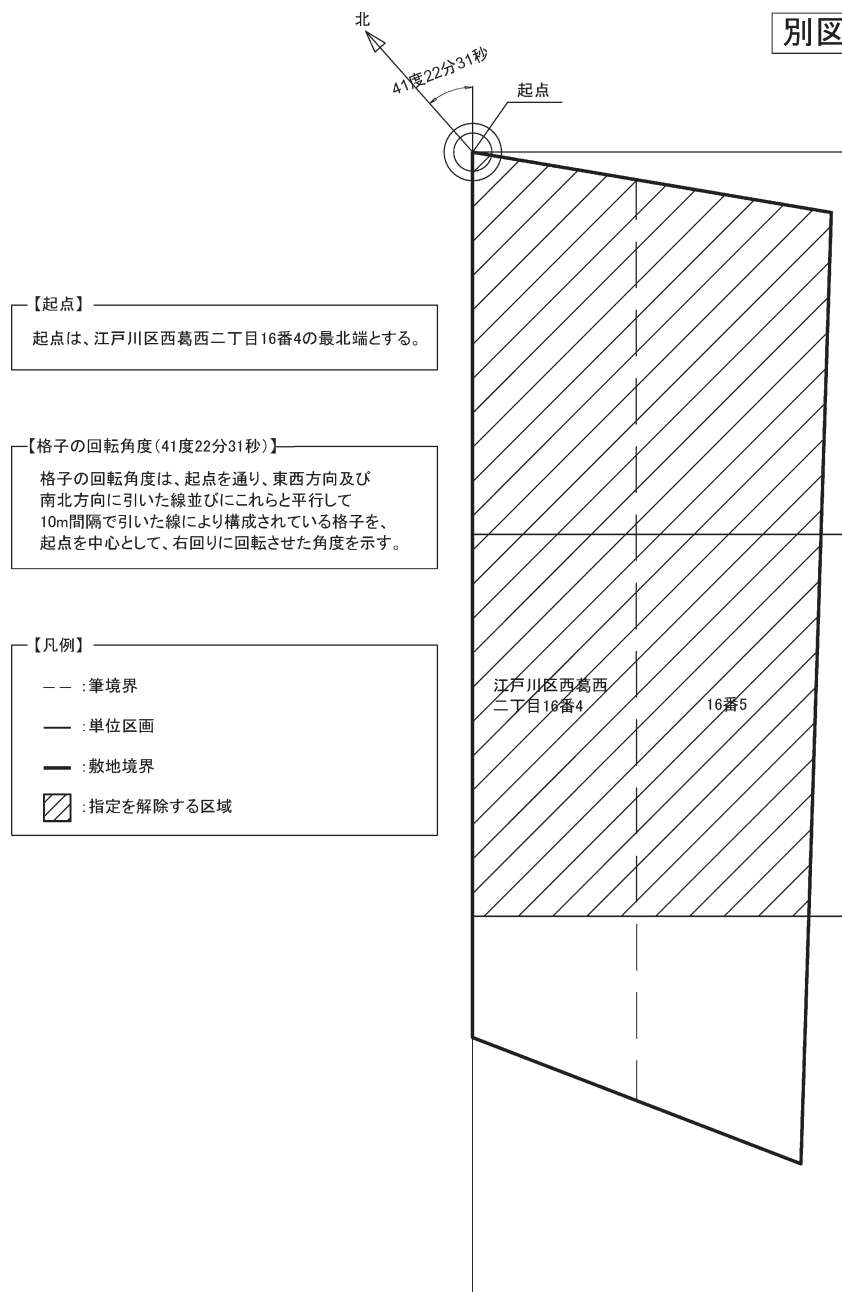 別図
北
41度22分31秒
起点
【起点】
起点は、江戸川区西葛西二丁目16番4の最北端とする。
【格子の回転角度(41度22分31秒)】
格子の回転角度は、起点を通り、東西方向及び
南北方向に引いた線並びにこれらと平行して
10m間隔で引いた線により構成されている格子を、
起点を中心として、右回りに回転させた角度を示す。
【凡例】
:筆境界
:単位区画
:敷地境界
:指定を解除する区域
江戸川区西葛西
二丁目16番4
16番5